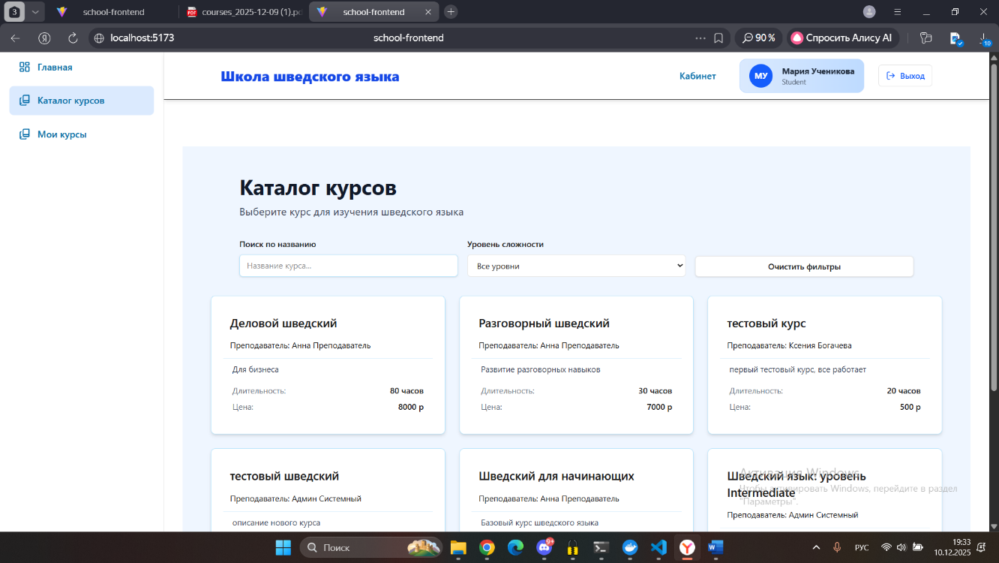 3
school-frontend
PDF
courses_2025-12-09 (1).pd
school-frontend
localhost:5173
school-frontend
90 %
Спросить Алису AI
10
Главная
Каталог курсов
Мои курсы
Школа шведского языка
Кабинет
МУ
Мария Ученикова
Student
Выход
Каталог курсов
Выберите курс для изучения шведского языка
Поиск по названию
Название курса...
Уровень сложности
Все уровни
Очистить фильтры
Деловой шведский
Преподаватель: Анна Преподаватель
Для бизнеса
Длительность: 80 часов
Цена: 8000 р
Разговорный шведский
Преподаватель: Анна Преподаватель
Развитие разговорных навыков
Длительность: 30 часов
Цена: 7000 р
тестовый курс
Преподаватель: Ксения Богачева
первый тестовый курс, все работает
Длительность: 20 часов
Цена: 500 р
тестовый шведский
Преподаватель: Админ Системный
описание нового курса
Шведский для начинающих
Преподаватель: Анна Преподаватель
Базовый курс шведского языка
Шведский язык: уровень
Intermediate
Преподаватель: Админ Системный
Активация Windows
Чтобы активировать Windows, перейдите в раздел
"Параметры".
Поиск
9+
РУС
19:33
10.12.2025